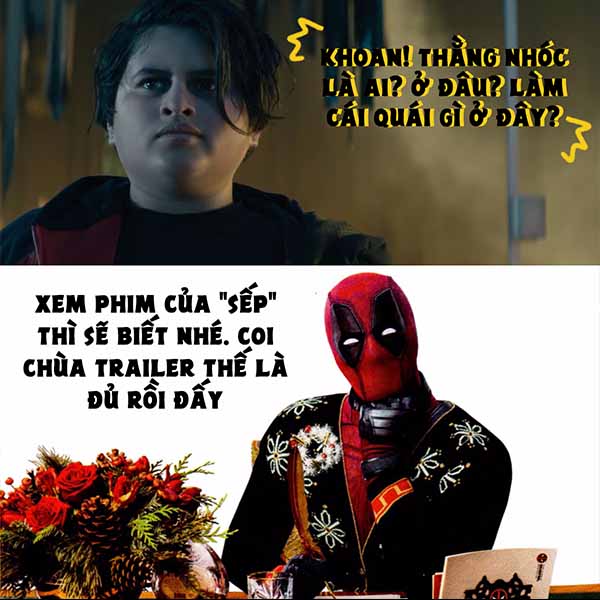 KHOAN! THẰNG NHÓC
LÀ AI? Ở ĐÂU? LÀM
CÁI QUÁI GÌ Ở ĐÂY?
XEM PHIM CỦA "SẾP"
THÌ SẼ BIẾT NHÉ. COI
CHÙA TRAILER THẾ LÀ
ĐỦ RỒI ĐẤY